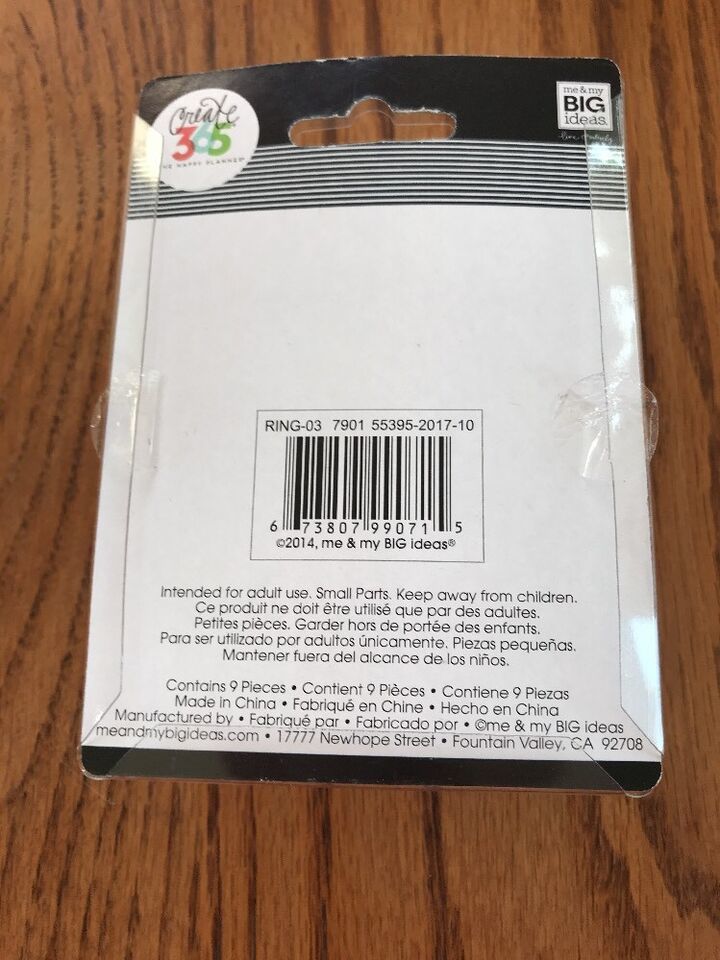 Create
365
THE HAPPY PLANNER®
me & my
BIG
ideas.
live creatively
RING-03 7901 55395-2017-10
6 73807 99071 5
©2014, me & my BIG ideas®
Intended for adult use. Small Parts. Keep away from children.
Ce produit ne doit être utilisé que par des adultes.
Petites pièces. Garder hors de portée des enfants.
Para ser utilizado por adultos únicamente. Piezas pequeñas.
Mantener fuera del alcance de los niños.
Contains 9 Pieces • Contient 9 Pièces • Contiene 9 Piezas
Made in China • Fabriqué en Chine • Hecho en China
Manufactured by • Fabriqué par • Fabricado por • ©me & my BIG ideas
meandmybigideas.com • 17777 Newhope Street • Fountain Valley, CA 92708